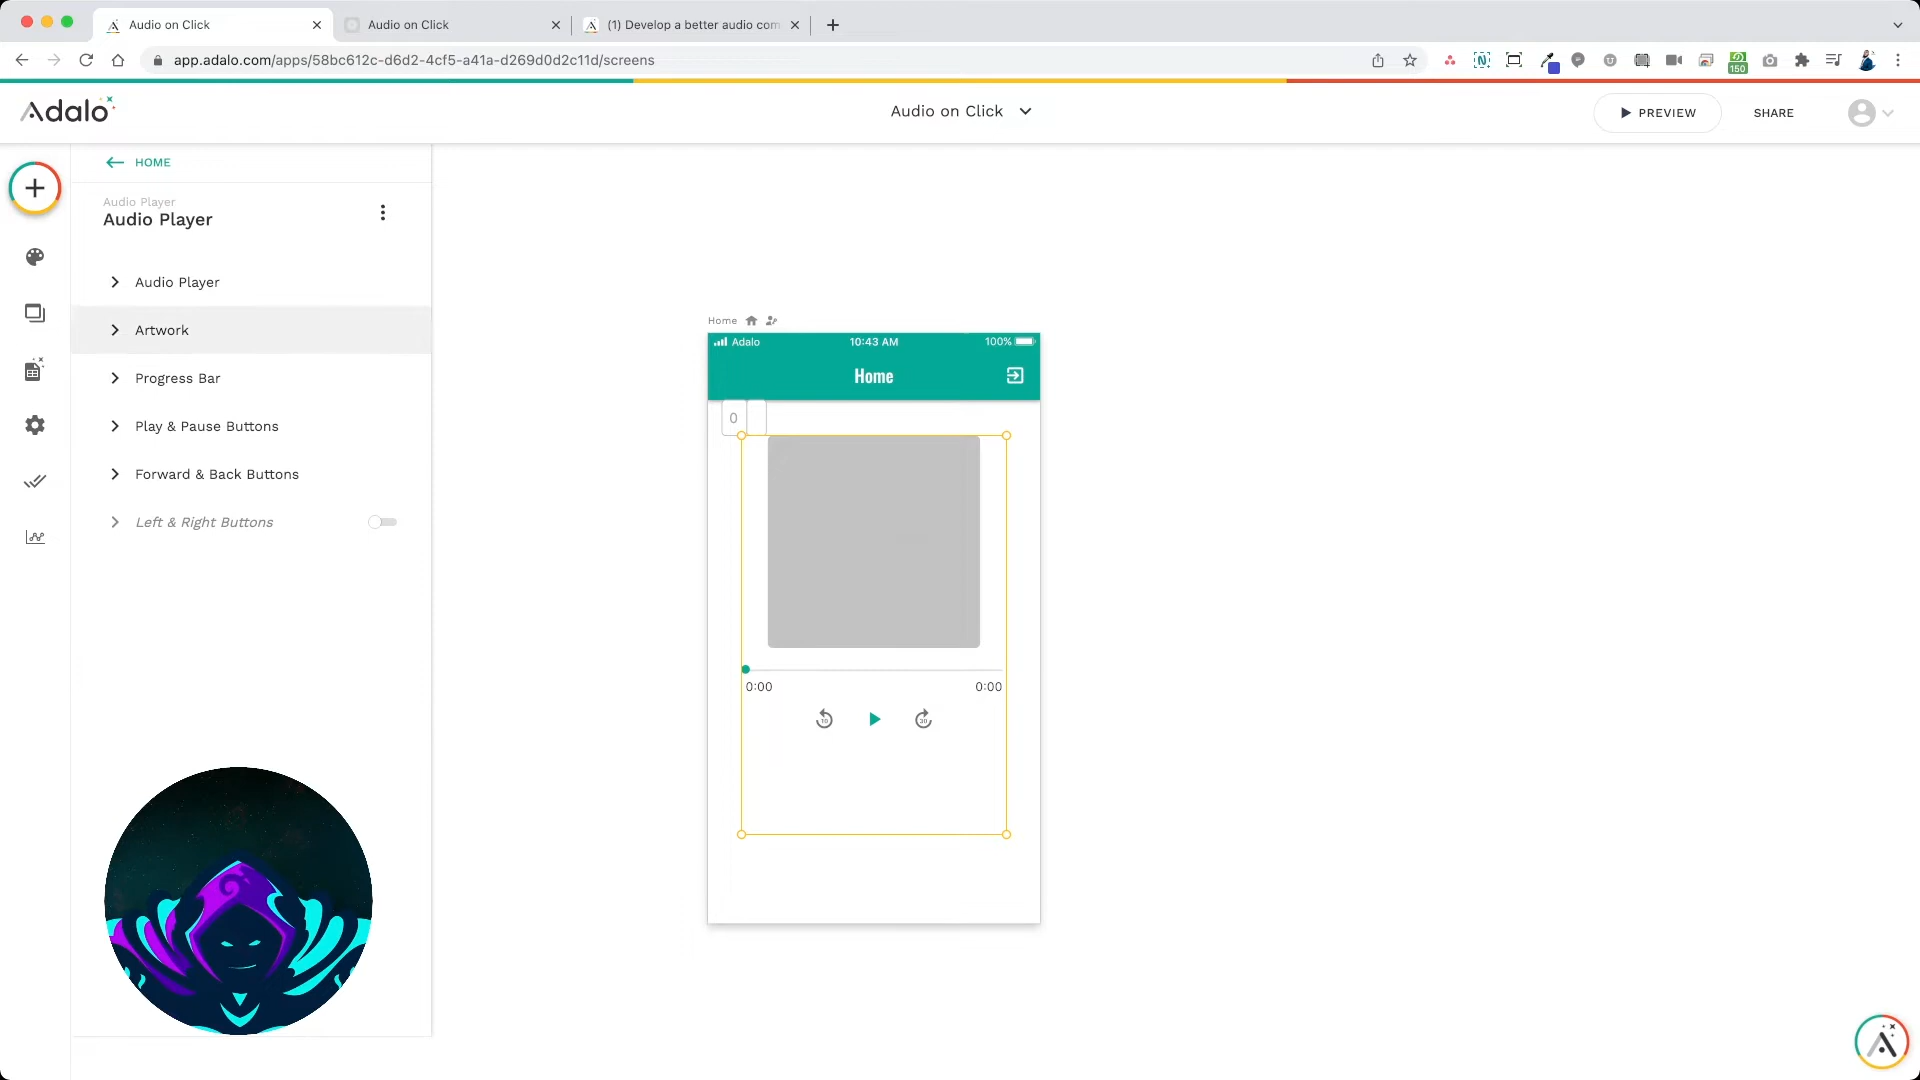 Audio on Click
Audio on Click
(1) Develop a better audio com
app.adalo.com/apps/58bc612c-d6d2-4cf5-a41a-d269d0d2c11d/screens
150
Adalo
Audio on Click
PREVIEW
SHARE
HOME
Audio Player
Audio Player
Audio Player
Artwork
Progress Bar
Play & Pause Buttons
Forward & Back Buttons
Left & Right Buttons
Home
Adalo
10:43 AM
100%
Home
0
0:00
0:00